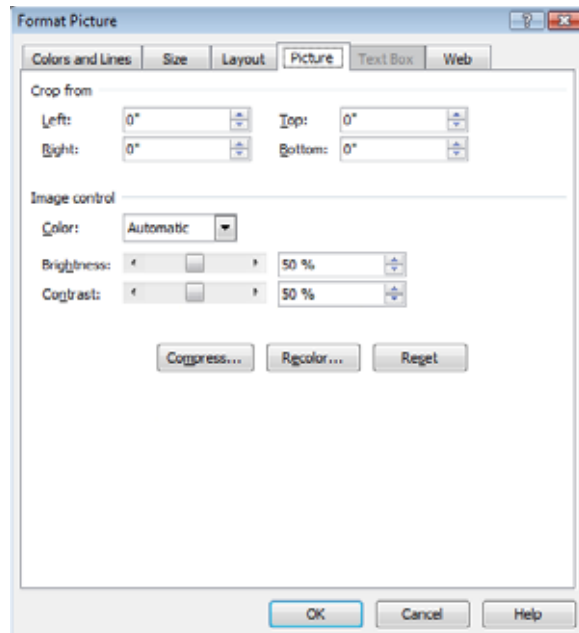 Format Picture
Colors and Lines Size Layout Picture Text Box Web
Crop from
Left: 0" Top: 0"
Right: 0" Bottom: 0"
Image control
Color: Automatic
Brightness: 50 %
Contrast: 50 %
Compress... Recolor... Reset
OK Cancel Help